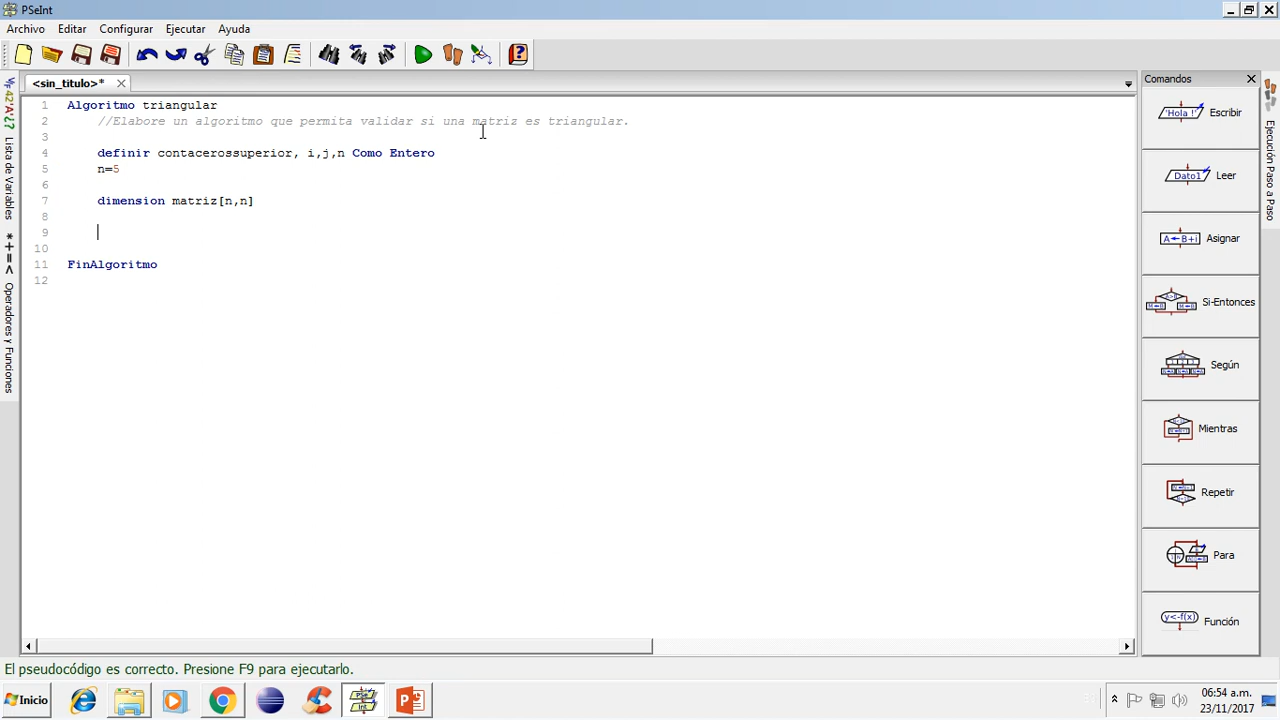 PSeInt
Archivo Editar Configurar Ejecutar Ayuda
<sin_titulo>*
Comandos
1 Algoritmo triangular
2 //Elabore un algoritmo que permita validar si una matriz es triangular.
3
4 definir contacerossuperior, i,j,n Como Entero
5 n=5
6
7 dimension matriz[n,n]
8
9
10
11 FinAlgoritmo
12
Lista de Variables
Operadores y Funciones
'Hola !' Escribir
Dato1 Leer
A←B+i Asignar
Si-Entonces
Según
Mientras
Repetir
Para
y<-f(x) Función
Ejecución Paso a Paso
El pseudocódigo es correcto. Presione F9 para ejecutarlo.
Inicio
06:54 a.m.
23/11/2017